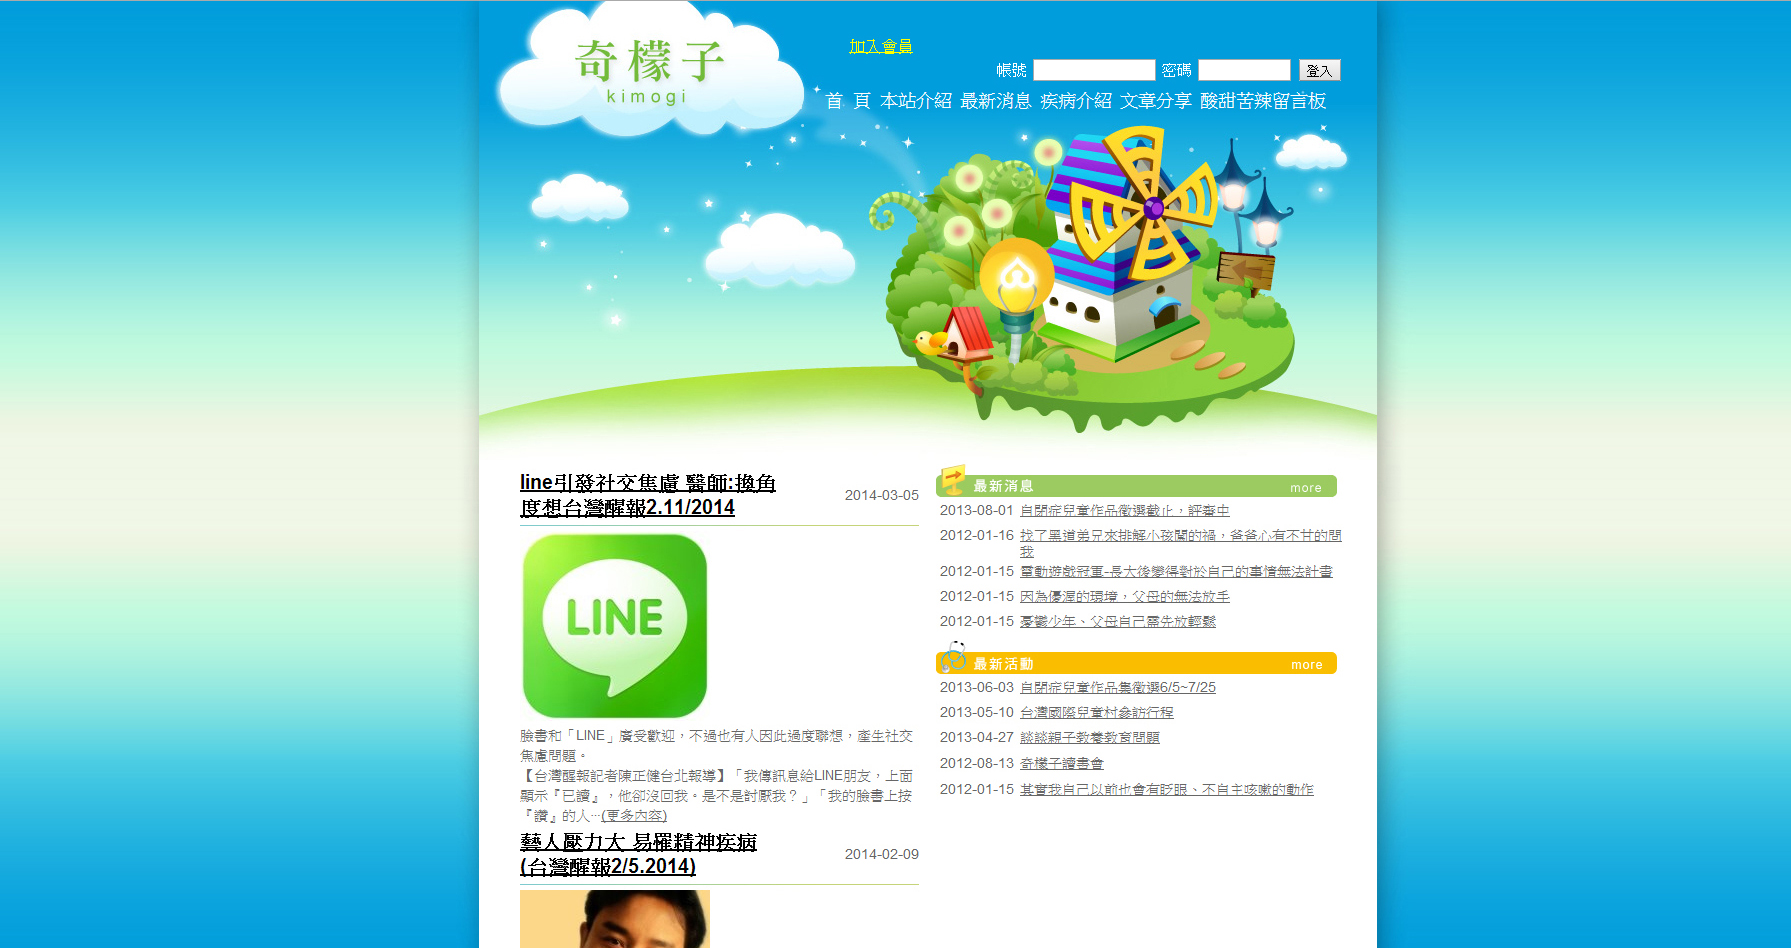 奇檬子
kimogi
加入會員
帳號 密碼 登入
首 頁 本站介紹 最新消息 疾病介紹 文章分享 酸甜苦辣留言板
line引發社交焦慮 醫師:換角
度想台灣醒報2.11/2014
2014-03-05
LINE
臉書和「LINE」廣受歡迎，不過也有人因此過度聯想，產生社交
焦慮問題。
【台灣醒報記者陳正健台北報導】「我傳訊息給LINE朋友，上面
顯示『已讀』，他卻沒回我。是不是討厭我？」「我的臉書上按
『讚』的人…(更多內容)
藝人壓力大 易罹精神疾病
(台灣醒報2/5.2014)
2014-02-09
最新消息 more
2013-08-01 自閉症兒童作品徵選截止，評審中
2012-01-16 找了黑道弟兄來排解小孩闖的禍，爸爸心有不甘的問
我
2012-01-15 電動遊戲冠軍-長大後變得對於自己的事情無法計畫
2012-01-15 因為優渥的環境，父母的無法放手
2012-01-15 憂鬱少年、父母自己需先放輕鬆
最新活動 more
2013-06-03 自閉症兒童作品集徵選6/5~7/25
2013-05-10 台灣國際兒童村參訪行程
2013-04-27 談談親子教養教育問題
2012-08-13 奇檬子讀書會
2012-01-15 其實我自己以前也會有眨眼、不自主咳嗽的動作